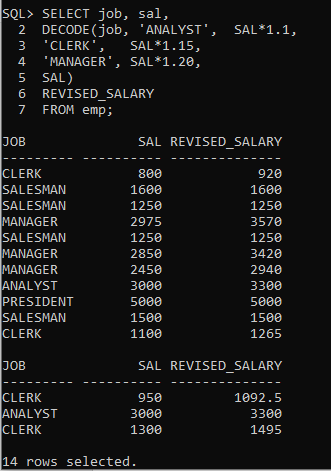 SQL> SELECT job, sal,
  2  DECODE(job, 'ANALYST',  SAL*1.1,
  3  'CLERK',   SAL*1.15,
  4  'MANAGER', SAL*1.20,
  5  SAL)
  6  REVISED_SALARY
  7  FROM emp;
JOB              SAL REVISED_SALARY
--------- ---------- --------------
CLERK            800            920
SALESMAN        1600           1600
SALESMAN        1250           1250
MANAGER         2975           3570
SALESMAN        1250           1250
MANAGER         2850           3420
MANAGER         2450           2940
ANALYST         3000           3300
PRESIDENT       5000           5000
SALESMAN        1500           1500
CLERK           1100           1265
JOB              SAL REVISED_SALARY
--------- ---------- --------------
CLERK            950         1092.5
ANALYST         3000           3300
CLERK           1300           1495
14 rows selected.